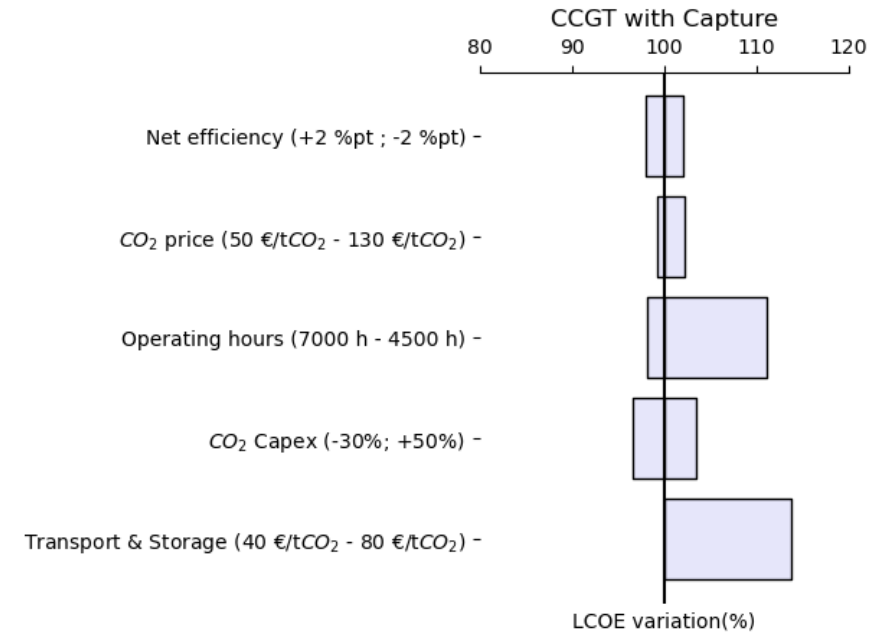 CCGT with Capture
80 90 100 110 120
Net efficiency (+2 %pt ; -2 %pt)
CO₂ price (50 €/tCO₂ - 130 €/tCO₂)
Operating hours (7000 h - 4500 h)
CO₂ Capex (-30%; +50%)
Transport & Storage (40 €/tCO₂ - 80 €/tCO₂)
LCOE variation(%)